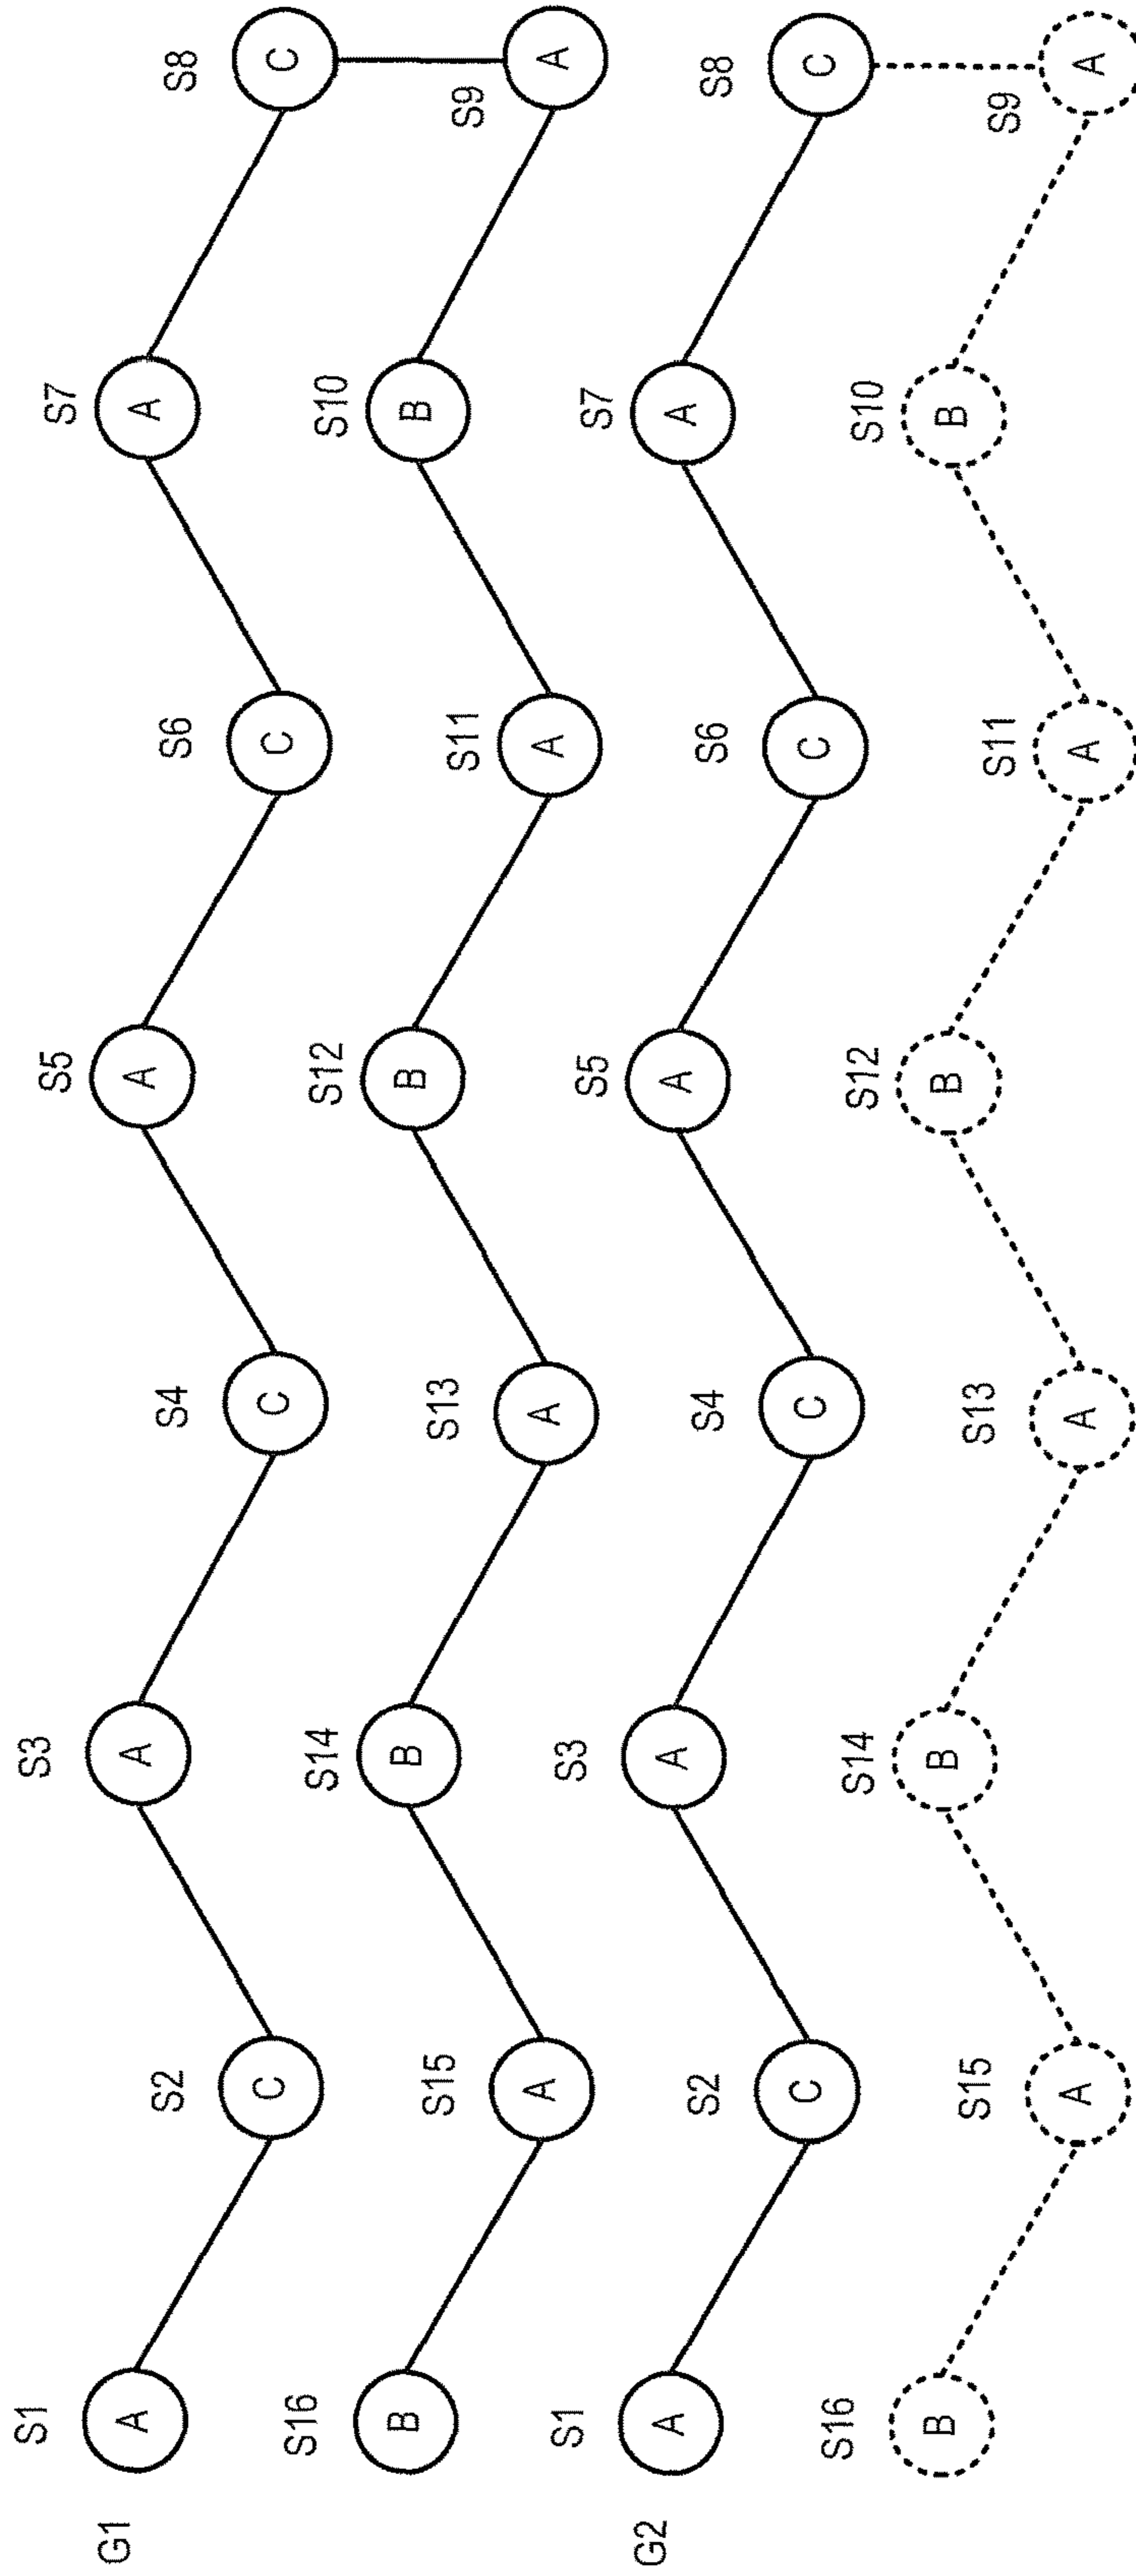 G1
S1 S3 S5 S7
A A A A
S2 S4 S6 S8
C C C C
S16 S14 S12 S10
B B B B
S15 S13 S11 S9
A A A A
G2
S1 S3 S5 S7
A A A A
S2 S4 S6 S8
C C C C
S16 S14 S12 S10
B B B B
S15 S13 S11 S9
A A A A